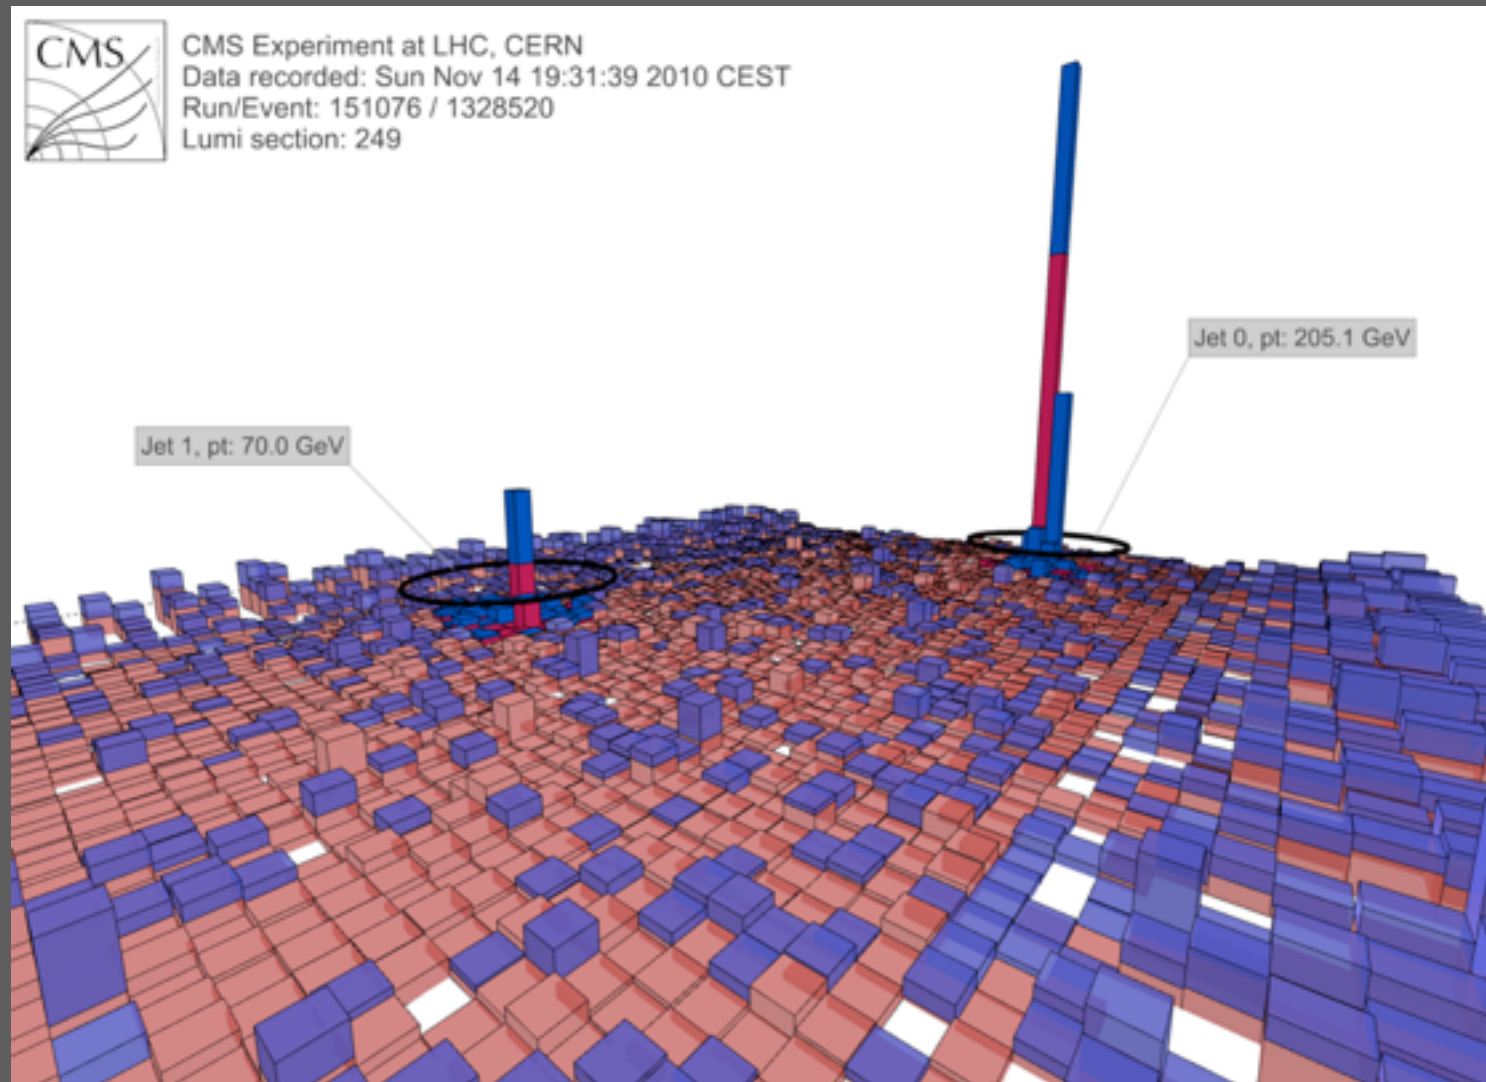 CMS
CMS Experiment at LHC, CERN
Data recorded: Sun Nov 14 19:31:39 2010 CEST
Run/Event: 151076 / 1328520
Lumi section: 249
Jet 0, pt: 205.1 GeV
Jet 1, pt: 70.0 GeV